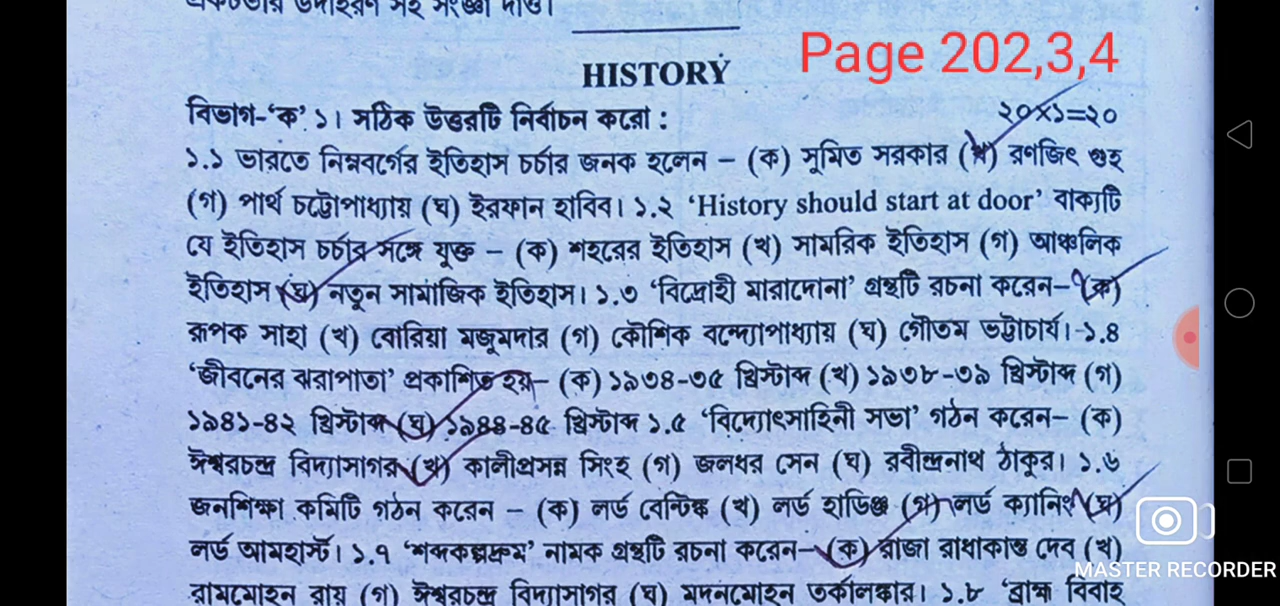 একটতার উদাহরণ সহ সংজ্ঞা দাও।
Page 202,3,4
HISTORY
বিভাগ-‘ক’ ১। সঠিক উত্তরটি নির্বাচন করো : ২০×১=২০
১.১ ভারতে নিম্নবর্গের ইতিহাস চর্চার জনক হলেন – (ক) সুমিত সরকার (খ) রণজিৎ গুহ
(গ) পার্থ চট্টোপাধ্যায় (ঘ) ইরফান হাবিব। ১.২ ‘History should start at door’ বাক্যটি
যে ইতিহাস চর্চার সঙ্গে যুক্ত – (ক) শহরের ইতিহাস (খ) সামরিক ইতিহাস (গ) আঞ্চলিক
ইতিহাস (ঘ) নতুন সামাজিক ইতিহাস। ১.৩ ‘বিদ্রোহী মারাদোনা’ গ্রন্থটি রচনা করেন– (ক)
রূপক সাহা (খ) বোরিয়া মজুমদার (গ) কৌশিক বন্দ্যোপাধ্যায় (ঘ) গৌতম ভট্টাচার্য। ১.৪
‘জীবনের ঝরাপাতা’ প্রকাশিত হয়– (ক) ১৯৩৪-৩৫ খ্রিস্টাব্দ (খ) ১৯৩৮-৩৯ খ্রিস্টাব্দ (গ)
১৯৪১-৪২ খ্রিস্টাব্দ (ঘ) ১৯৪৪-৪৫ খ্রিস্টাব্দ ১.৫ ‘বিদ্যোৎসাহিনী সভা’ গঠন করেন– (ক)
ঈশ্বরচন্দ্র বিদ্যাসাগর (খ) কালীপ্রসন্ন সিংহ (গ) জলধর সেন (ঘ) রবীন্দ্রনাথ ঠাকুর। ১.৬
জনশিক্ষা কমিটি গঠন করেন – (ক) লর্ড বেন্টিঙ্ক (খ) লর্ড হার্ডিঞ্জ (গ) লর্ড ক্যানিং (ঘ)
লর্ড আমহার্স্ট। ১.৭ ‘শব্দকল্পদ্রুম’ নামক গ্রন্থটি রচনা করেন– (ক) রাজা রাধাকান্ত দেব (খ)
রামমোহন রায় (গ) ঈশ্বরচন্দ্র বিদ্যাসাগর (ঘ) মদনমোহন তর্কালঙ্কার। ১.৮ ‘ব্রাহ্ম বিবাহ
MASTER RECORDER